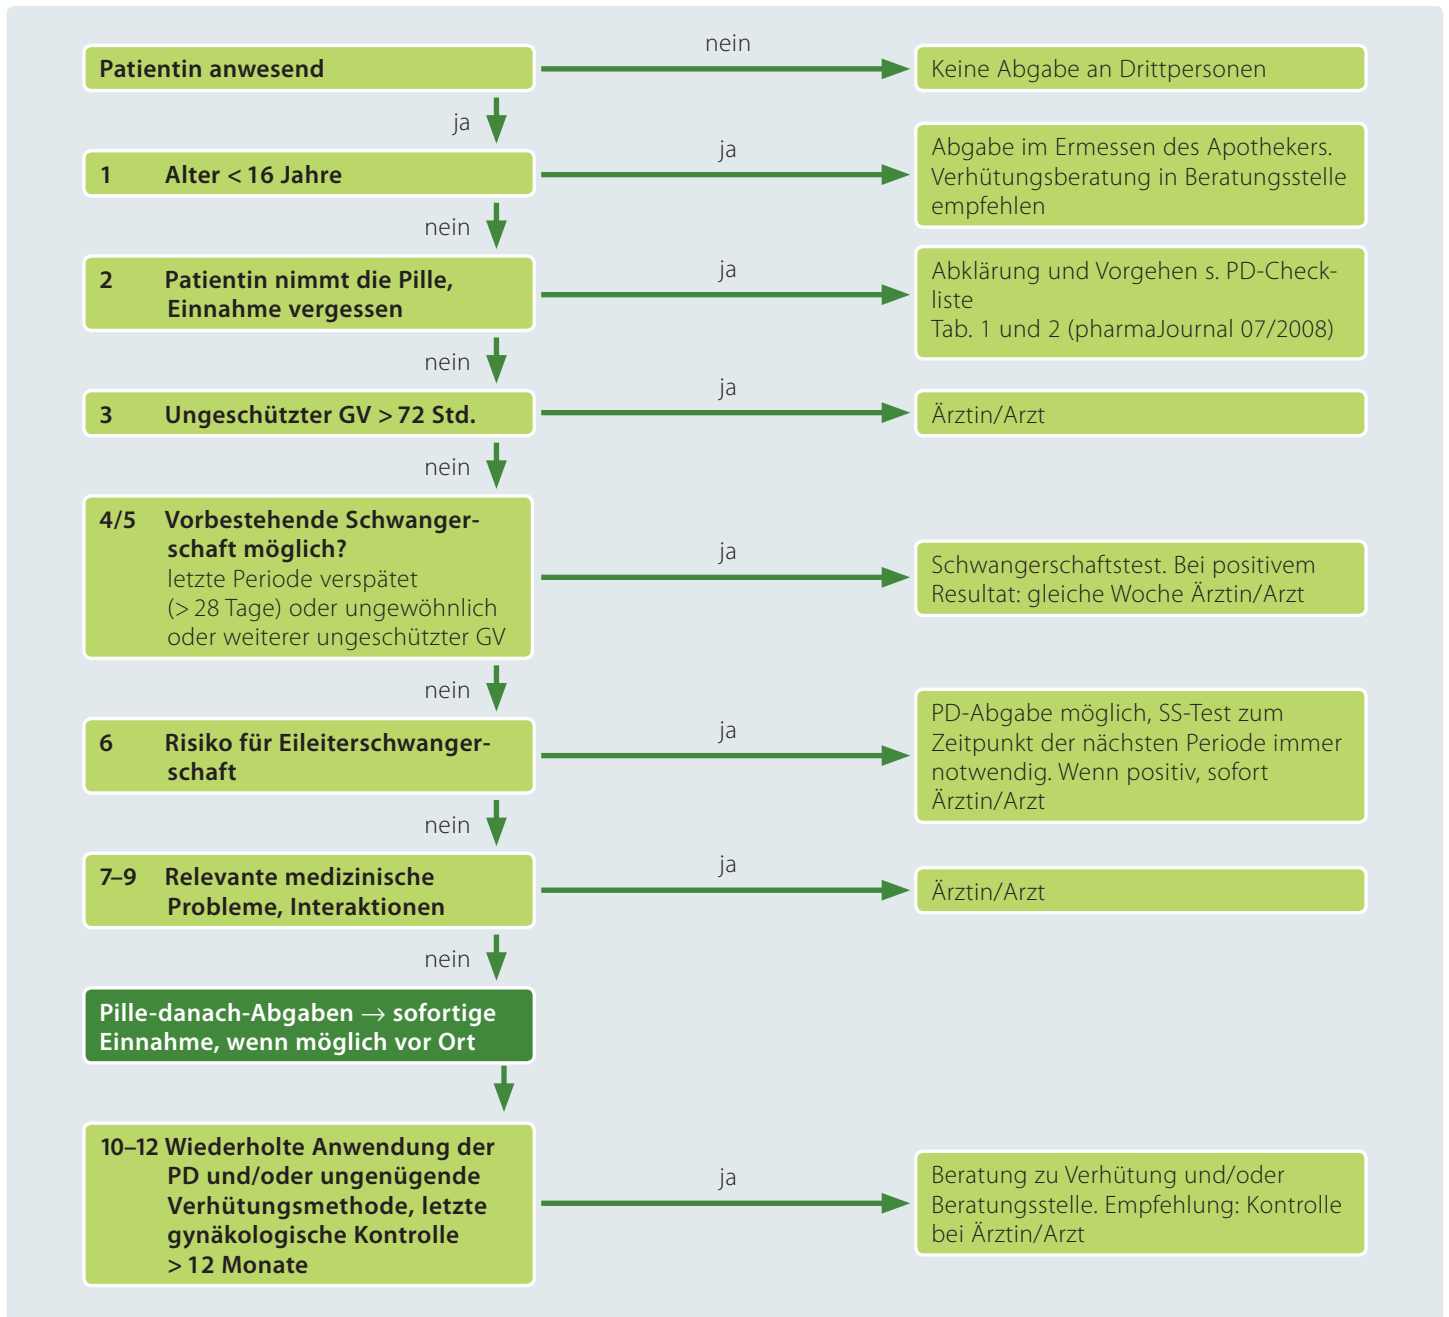 Patientin anwesend
nein
Keine Abgabe an Drittpersonen
ja
1 Alter < 16 Jahre
ja
Abgabe im Ermessen des Apothekers.
Verhütungsberatung in Beratungsstelle
empfehlen
nein
2 Patientin nimmt die Pille,
Einnahme vergessen
ja
Abklärung und Vorgehen s. PD-Check-
liste
Tab. 1 und 2 (pharmaJournal 07/2008)
nein
3 Ungeschützter GV > 72 Std.
ja
Ärztin/Arzt
nein
4/5 Vorbestehende Schwanger-
schaft möglich?
letzte Periode verspätet
(> 28 Tage) oder ungewöhnlich
oder weiterer ungeschützter GV
ja
Schwangerschaftstest. Bei positivem
Resultat: gleiche Woche Ärztin/Arzt
nein
6 Risiko für Eileiterschwanger-
schaft
ja
PD-Abgabe möglich, SS-Test zum
Zeitpunkt der nächsten Periode immer
notwendig. Wenn positiv, sofort
Ärztin/Arzt
nein
7–9 Relevante medizinische
Probleme, Interaktionen
ja
Ärztin/Arzt
nein
Pille-danach-Abgaben → sofortige
Einnahme, wenn möglich vor Ort
10–12 Wiederholte Anwendung der
PD und/oder ungenügende
Verhütungsmethode, letzte
gynäkologische Kontrolle
> 12 Monate
ja
Beratung zu Verhütung und/oder
Beratungsstelle. Empfehlung: Kontrolle
bei Ärztin/Arzt